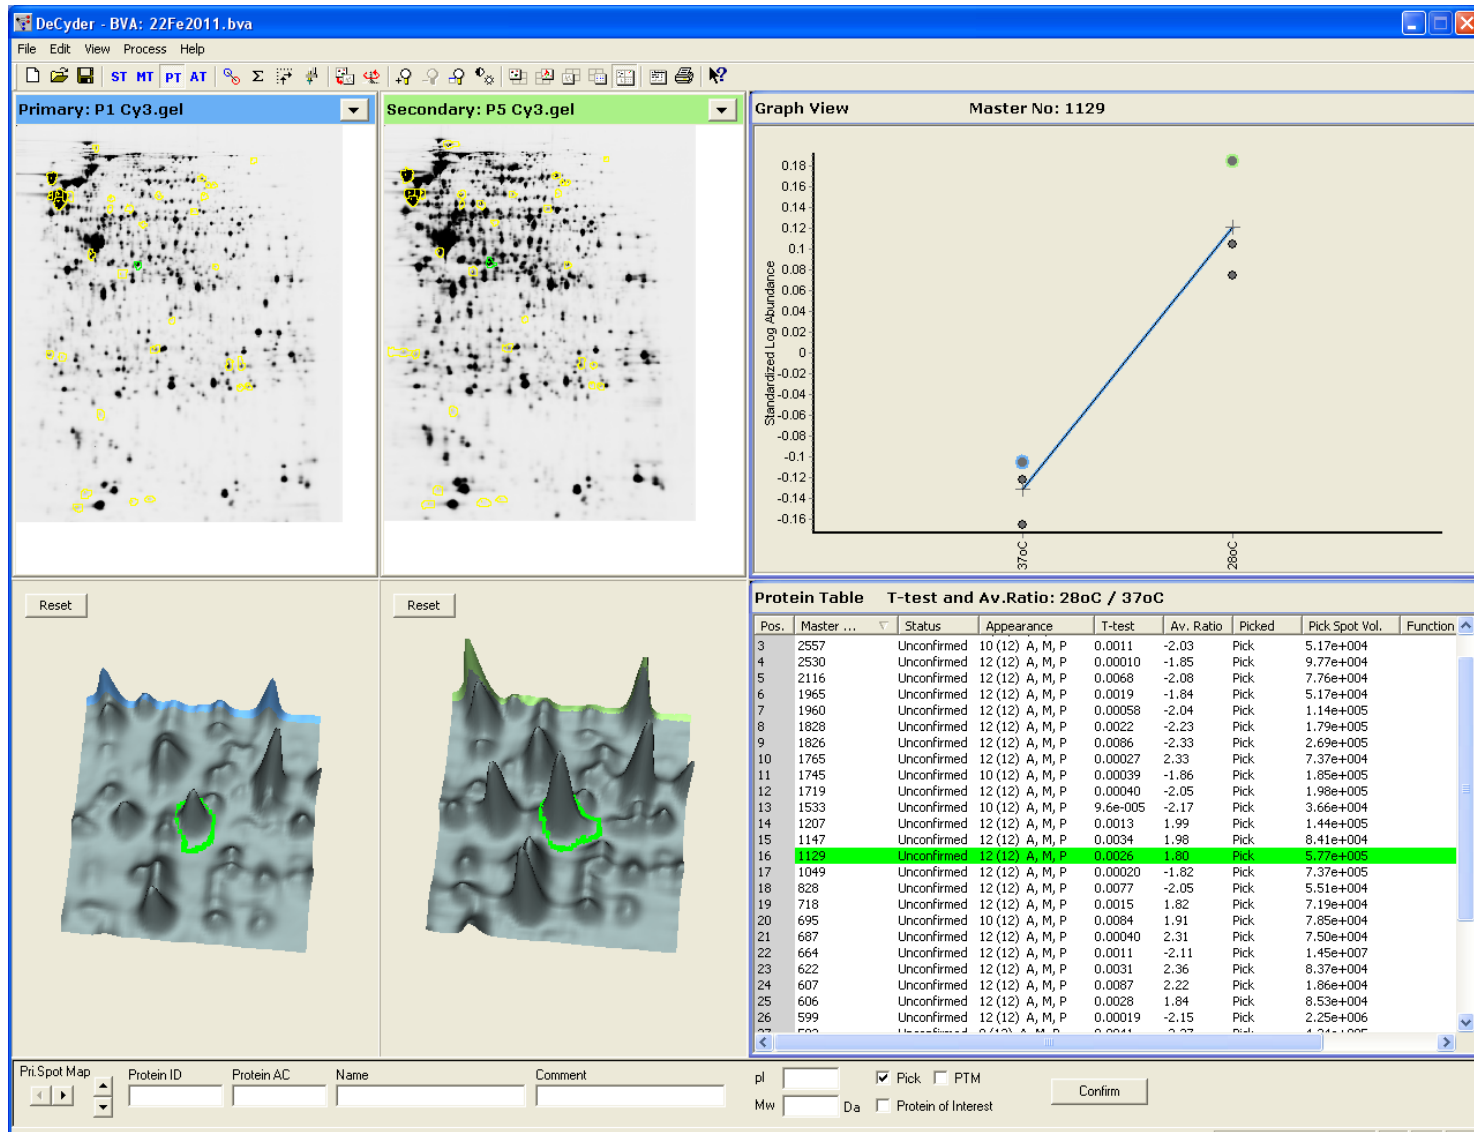 DeCyder - BVA: 22Fe2011.bva
File Edit View Process Help
ST MT PT AT
Primary: P1 Cy3.gel
Secondary: P5 Cy3.gel
Graph View Master No: 1129
Standardized Log Abundance
0.18
0.16
0.14
0.12
0.1
0.08
0.06
0.04
0.02
0
-0.02
-0.04
-0.06
-0.08
-0.1
-0.12
-0.14
-0.16
37oC
28oC
Reset
Reset
Protein Table T-test and Av.Ratio: 28oC / 37oC
Pos. Master ... Status Appearance T-test Av. Ratio Picked Pick Spot Vol. Function
3 2557 Unconfirmed 10 (12) A, M, P 0.0011 -2.03 Pick 5.17e+004
4 2530 Unconfirmed 12 (12) A, M, P 0.00010 -1.85 Pick 9.77e+004
5 2116 Unconfirmed 12 (12) A, M, P 0.0068 -2.08 Pick 7.76e+004
6 1965 Unconfirmed 12 (12) A, M, P 0.0019 -1.84 Pick 5.17e+004
7 1960 Unconfirmed 12 (12) A, M, P 0.00058 -2.04 Pick 1.14e+005
8 1828 Unconfirmed 12 (12) A, M, P 0.0022 -2.23 Pick 1.79e+005
9 1826 Unconfirmed 12 (12) A, M, P 0.0086 -2.33 Pick 2.69e+005
10 1765 Unconfirmed 12 (12) A, M, P 0.00027 2.33 Pick 7.37e+004
11 1745 Unconfirmed 10 (12) A, M, P 0.00039 -1.86 Pick 1.85e+005
12 1719 Unconfirmed 12 (12) A, M, P 0.00040 -2.05 Pick 1.98e+005
13 1533 Unconfirmed 10 (12) A, M, P 9.6e-005 -2.17 Pick 3.66e+004
14 1207 Unconfirmed 12 (12) A, M, P 0.0013 1.99 Pick 1.44e+005
15 1147 Unconfirmed 12 (12) A, M, P 0.0034 1.98 Pick 8.41e+004
16 1129 Unconfirmed 12 (12) A, M, P 0.0026 1.80 Pick 5.77e+005
17 1049 Unconfirmed 12 (12) A, M, P 0.00020 -1.82 Pick 7.37e+005
18 828 Unconfirmed 12 (12) A, M, P 0.0077 -2.05 Pick 5.51e+004
19 718 Unconfirmed 12 (12) A, M, P 0.0015 1.82 Pick 7.19e+004
20 695 Unconfirmed 10 (12) A, M, P 0.0084 1.91 Pick 7.85e+004
21 687 Unconfirmed 12 (12) A, M, P 0.00040 2.31 Pick 7.50e+004
22 664 Unconfirmed 12 (12) A, M, P 0.0011 -2.11 Pick 1.45e+007
23 622 Unconfirmed 12 (12) A, M, P 0.0031 2.36 Pick 8.37e+004
24 607 Unconfirmed 12 (12) A, M, P 0.0087 2.22 Pick 1.86e+004
25 606 Unconfirmed 12 (12) A, M, P 0.0028 1.84 Pick 8.53e+004
26 599 Unconfirmed 12 (12) A, M, P 0.00019 -2.15 Pick 2.25e+006
Pri.Spot Map Protein ID Protein AC Name Comment
pI Pick PTM Confirm
Mw Da Protein of Interest